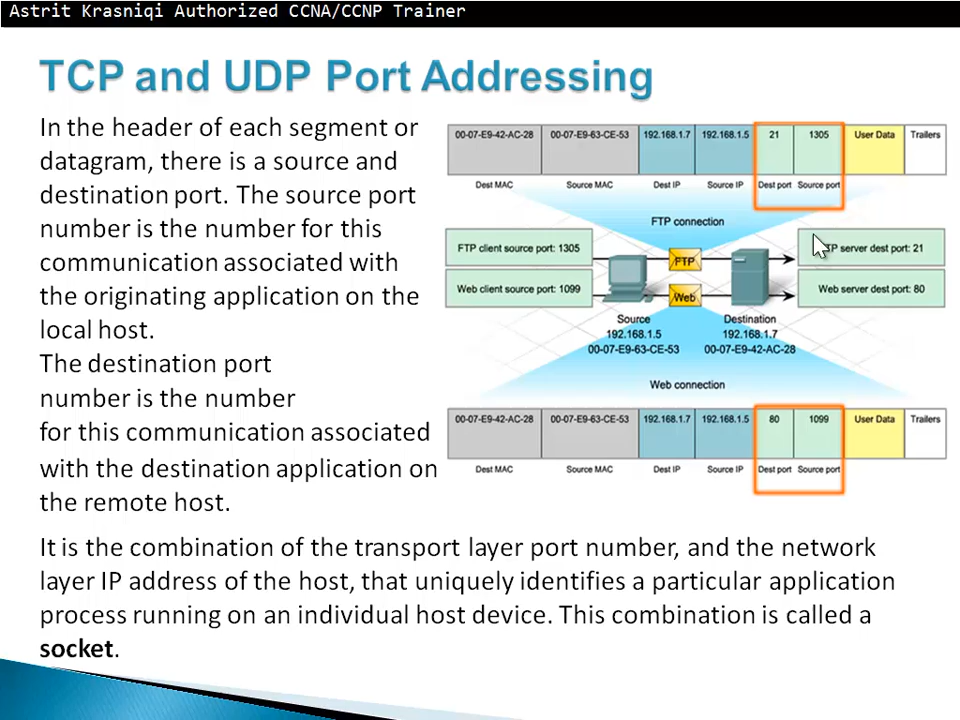 Astrit Krasniqi Authorized CCNA/CCNP Trainer
TCP and UDP Port Addressing
In the header of each segment or
datagram, there is a source and
destination port. The source port
number is the number for this
communication associated with
the originating application on the
local host.
The destination port
number is the number
for this communication associated
with the destination application on
the remote host.
00-07-E9-42-AC-28 00-07-E9-63-CE-53 192.168.1.7 192.168.1.5 21 1305 User Data Trailers
Dest MAC Source MAC Dest IP Source IP Dest port Source port
FTP connection
FTP client source port: 1305 FTP server dest port: 21
Web client source port: 1099 Web Web server dest port: 80
Source Destination
192.168.1.5 192.168.1.7
00-07-E9-63-CE-53 00-07-E9-42-AC-28
Web connection
00-07-E9-42-AC-28 00-07-E9-63-CE-53 192.168.1.7 192.168.1.5 80 1099 User Data Trailers
Dest MAC Source MAC Dest IP Source IP Dest port Source port
It is the combination of the transport layer port number, and the network
layer IP address of the host, that uniquely identifies a particular application
process running on an individual host device. This combination is called a
socket.